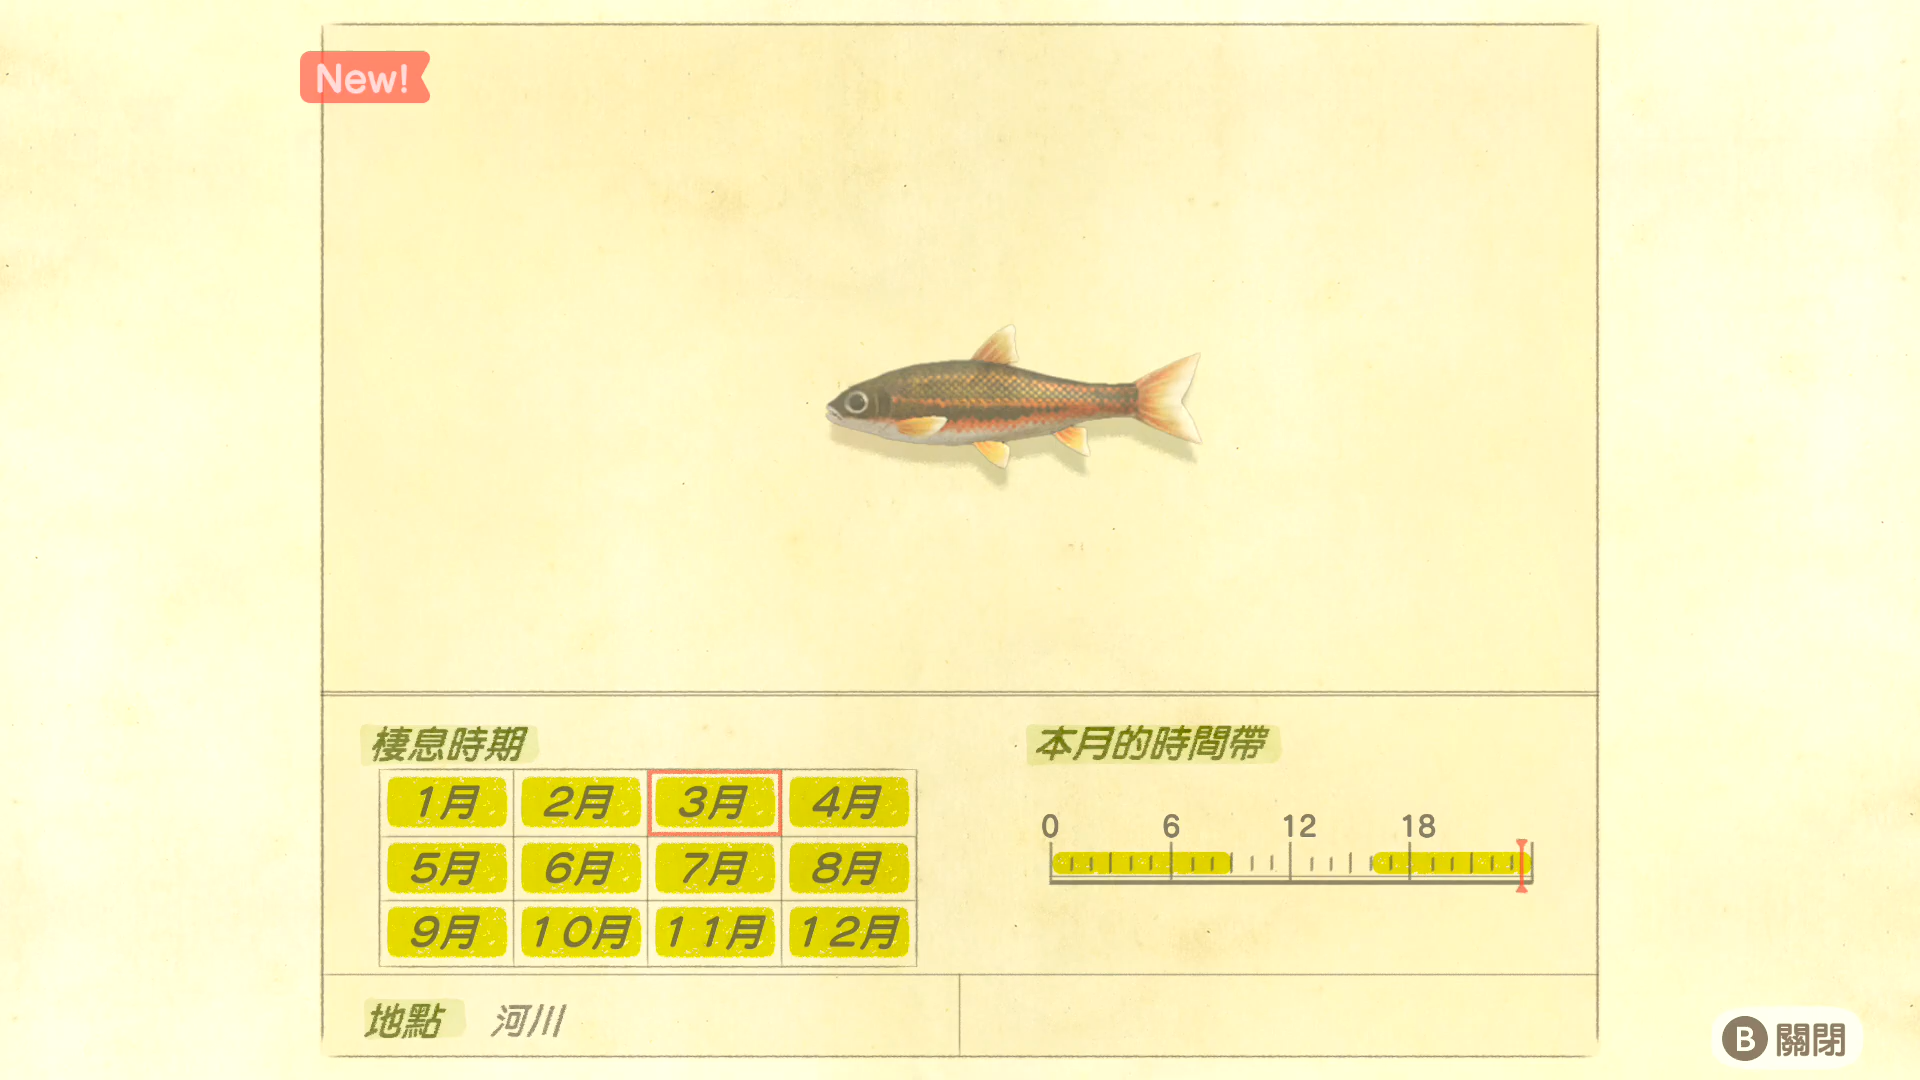 New!
棲息時期
1月 2月 3月 4月
5月 6月 7月 8月
9月 10月 11月 12月
本月的時間帶
0 6 12 18
地點 河川
B 關閉